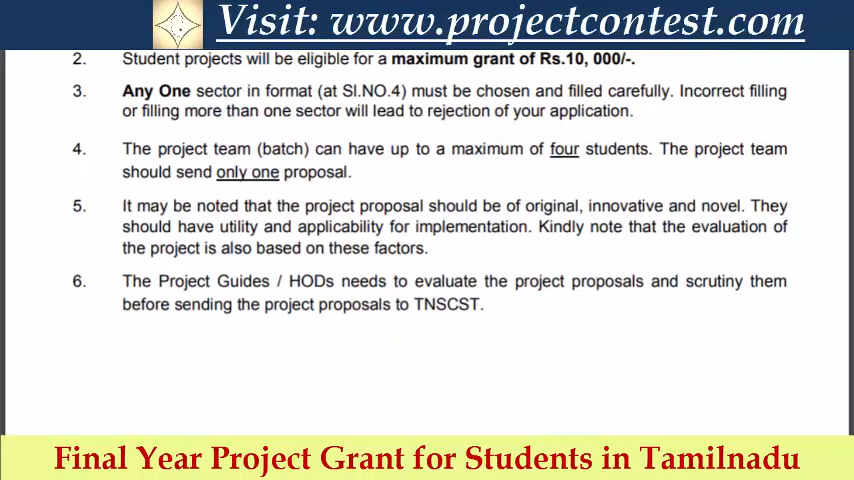 Visit: www.projectcontest.com
2. Student projects will be eligible for a maximum grant of Rs.10, 000/-.
3. Any One sector in format (at Sl.NO.4) must be chosen and filled carefully. Incorrect filling
or filling more than one sector will lead to rejection of your application.
4. The project team (batch) can have up to a maximum of four students. The project team
should send only one proposal.
5. It may be noted that the project proposal should be of original, innovative and novel. They
should have utility and applicability for implementation. Kindly note that the evaluation of
the project is also based on these factors.
6. The Project Guides / HODs needs to evaluate the project proposals and scrutiny them
before sending the project proposals to TNSCST.
Final Year Project Grant for Students in Tamilnadu